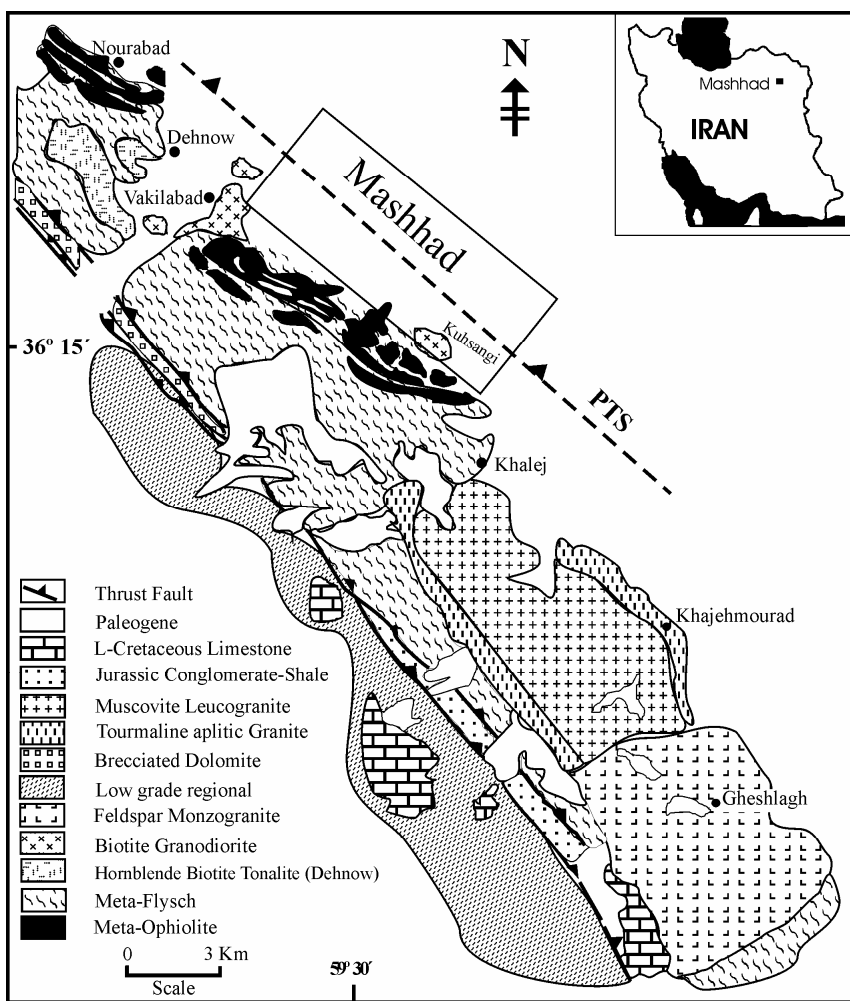 Nourabad
N
Mashhad
IRAN
Dehnow
Vakilabad
Mashhad
Kuhsangi
36° 15´
PTS
Khalej
Thrust Fault
Paleogene
L-Cretaceous Limestone
Jurassic Conglomerate-Shale
Muscovite Leucogranite
Tourmaline aplitic Granite
Brecciated Dolomite
Low grade regional
Feldspar Monzogranite
Biotite Granodiorite
Hornblende Biotite Tonalite (Dehnow)
Meta-Flysch
Meta-Ophiolite
Khajehmourad
Gheshlagh
0 3 Km
Scale
59° 30´